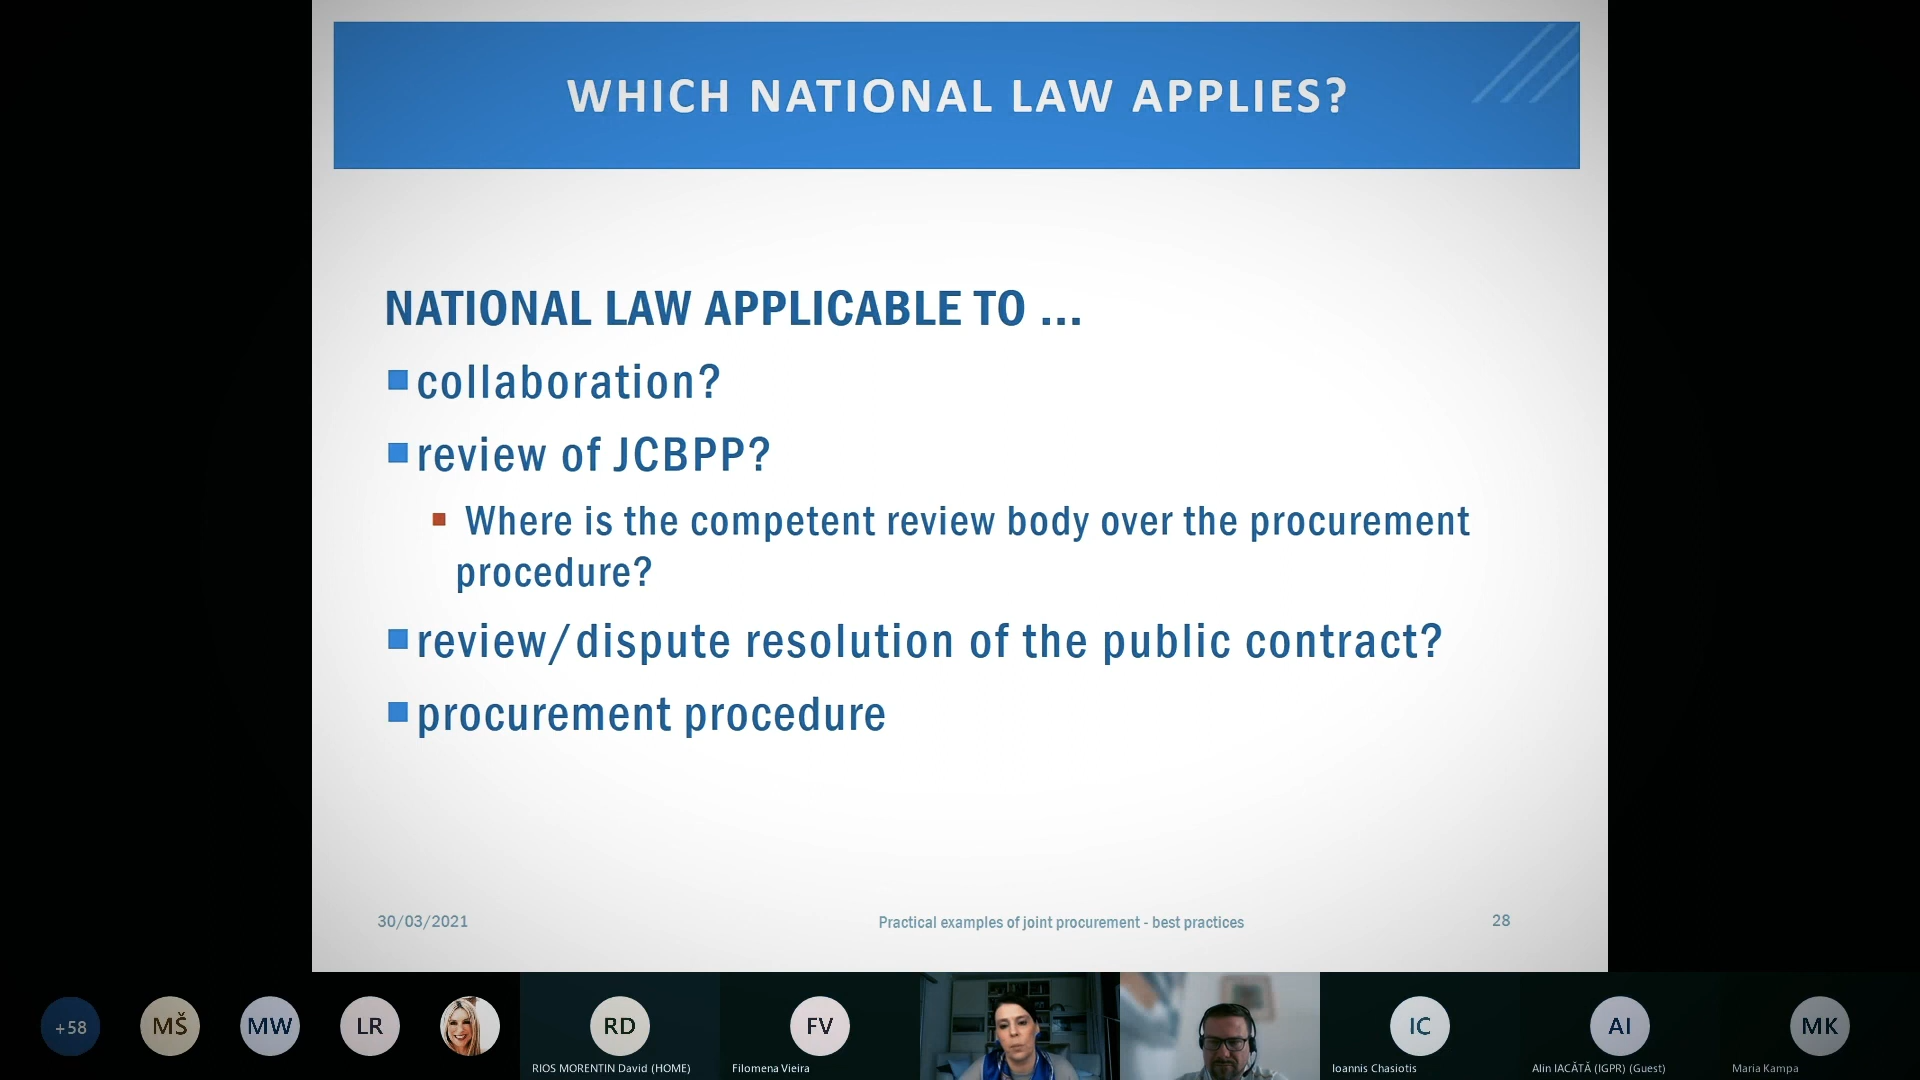 WHICH NATIONAL LAW APPLIES?
NATIONAL LAW APPLICABLE TO ...
collaboration?
review of JCBPP?
Where is the competent review body over the procurement
procedure?
review/dispute resolution of the public contract?
procurement procedure
30/03/2021
Practical examples of joint procurement - best practices
28
+58
MŠ
MW
LR
RD
RIOS MORENTIN David (HOME)
FV
Filomena Vieira
IC
Ioannis Chasiotis
AI
Alin IACĂTĂ (IGPR) (Guest)
MK
Maria Kampa